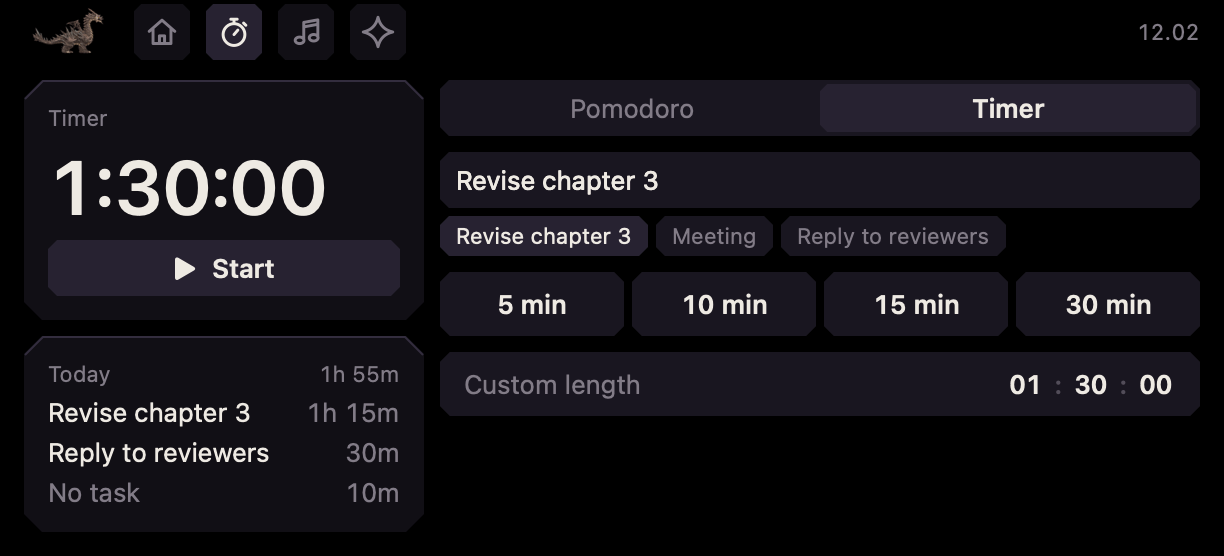 12.02
Timer
1:30:00
Start
Today 1h 55m
Revise chapter 3 1h 15m
Reply to reviewers 30m
No task 10m
Pomodoro Timer
Revise chapter 3
Revise chapter 3 Meeting Reply to reviewers
5 min 10 min 15 min 30 min
Custom length 01 : 30 : 00